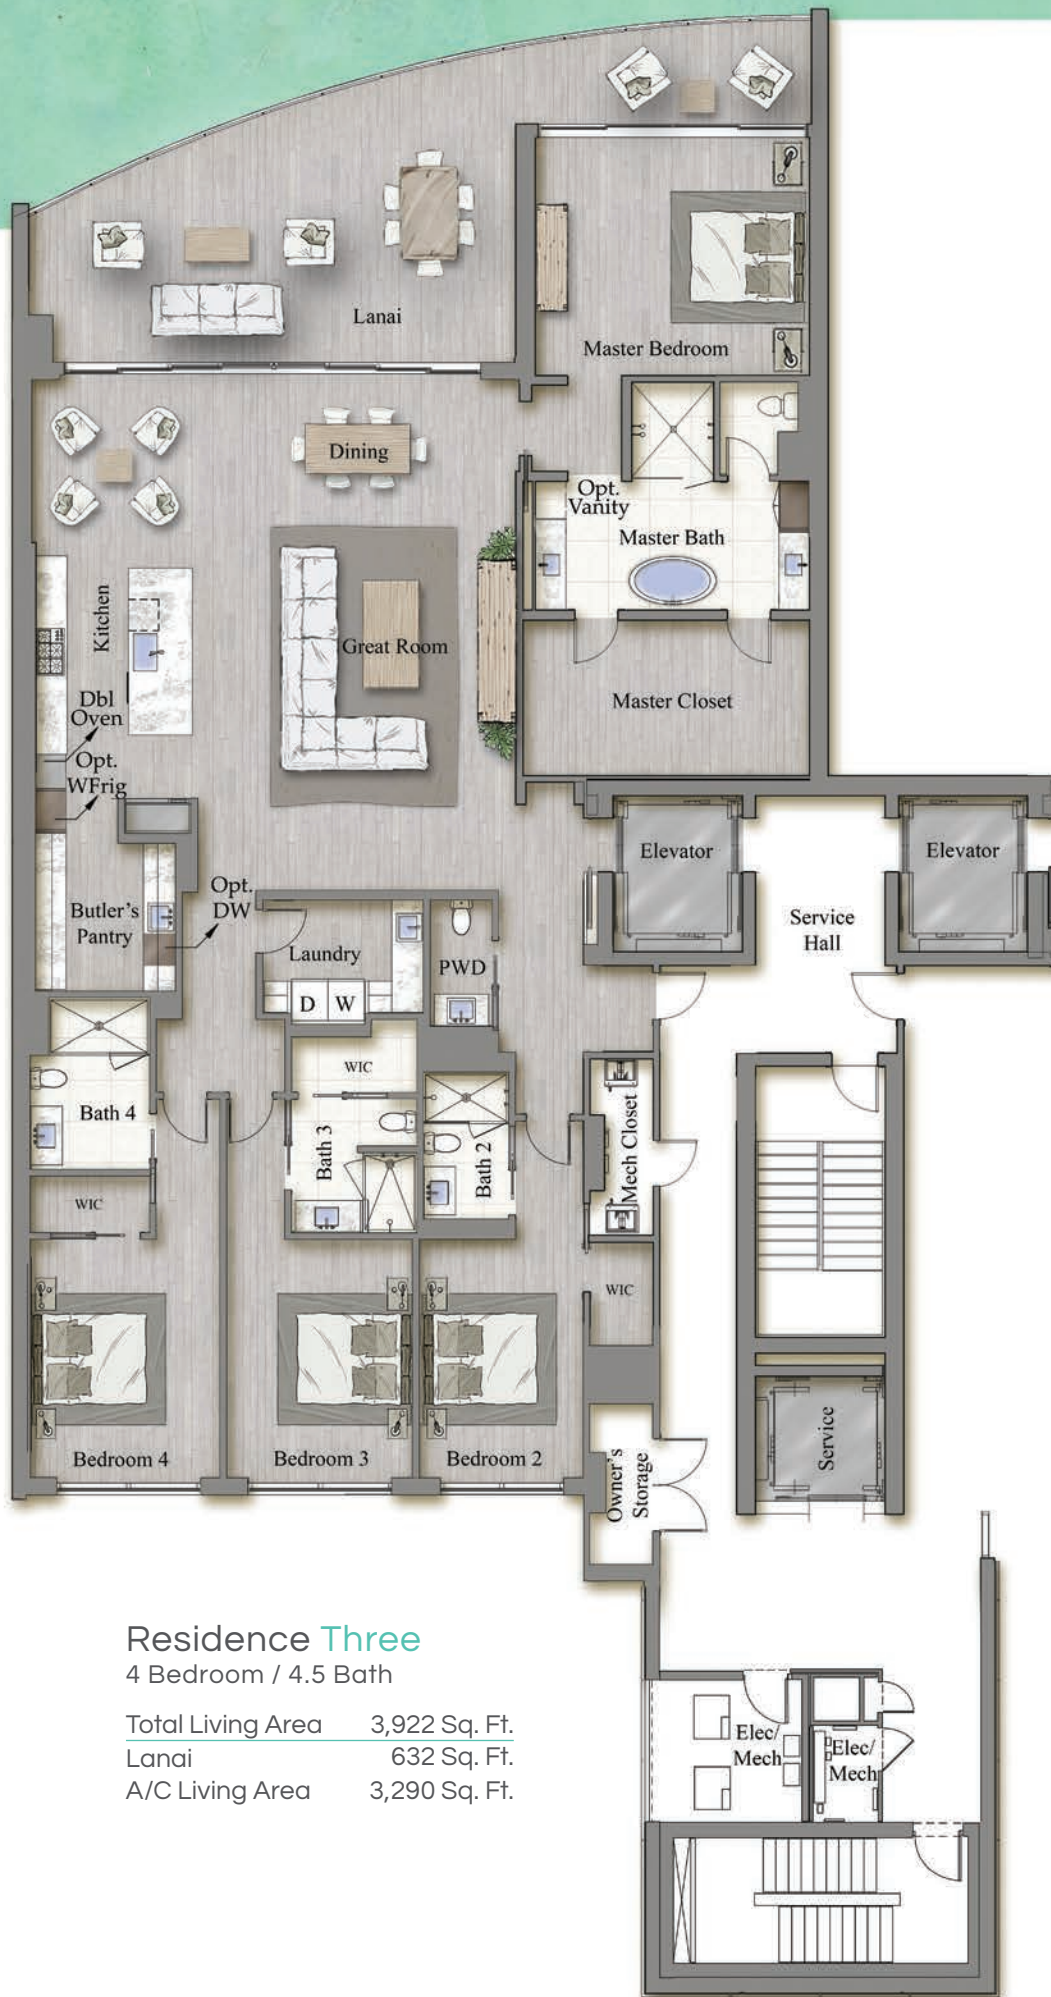 Lanai
Master Bedroom
Dining
Opt.
Vanity
Master Bath
Kitchen
Great Room
Dbl
Oven
Master Closet
Opt.
WFrig
Elevator
Elevator
Opt.
DW
Butler's
Pantry
Service
Hall
Laundry
PWD
D W
WIC
Bath 4
Bath 3
Bath 2
Mech Closet
WIC
WIC
Bedroom 4
Bedroom 3
Bedroom 2
Service
Owner's
Storage
Residence Three
4 Bedroom / 4.5 Bath
Total Living Area 3,922 Sq. Ft.
Lanai 632 Sq. Ft.
A/C Living Area 3,290 Sq. Ft.
Elec/
Mech
Elec/
Mech